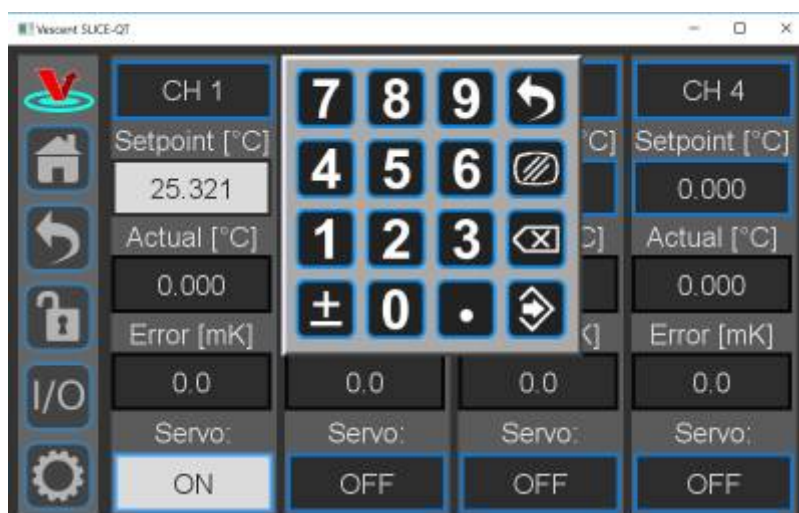 Vescent SLICE-QT
CH 1
CH 4
Setpoint [°C]
°C]
Setpoint [°C]
25.321
0.000
Actual [°C]
]
Actual [°C]
0.000
0.000
Error [mK]
]
Error [mK]
0.0
0.0
0.0
0.0
Servo:
Servo:
Servo:
Servo:
ON
OFF
OFF
OFF
I/O
7 8 9
4 5 6
1 2 3
± 0 .